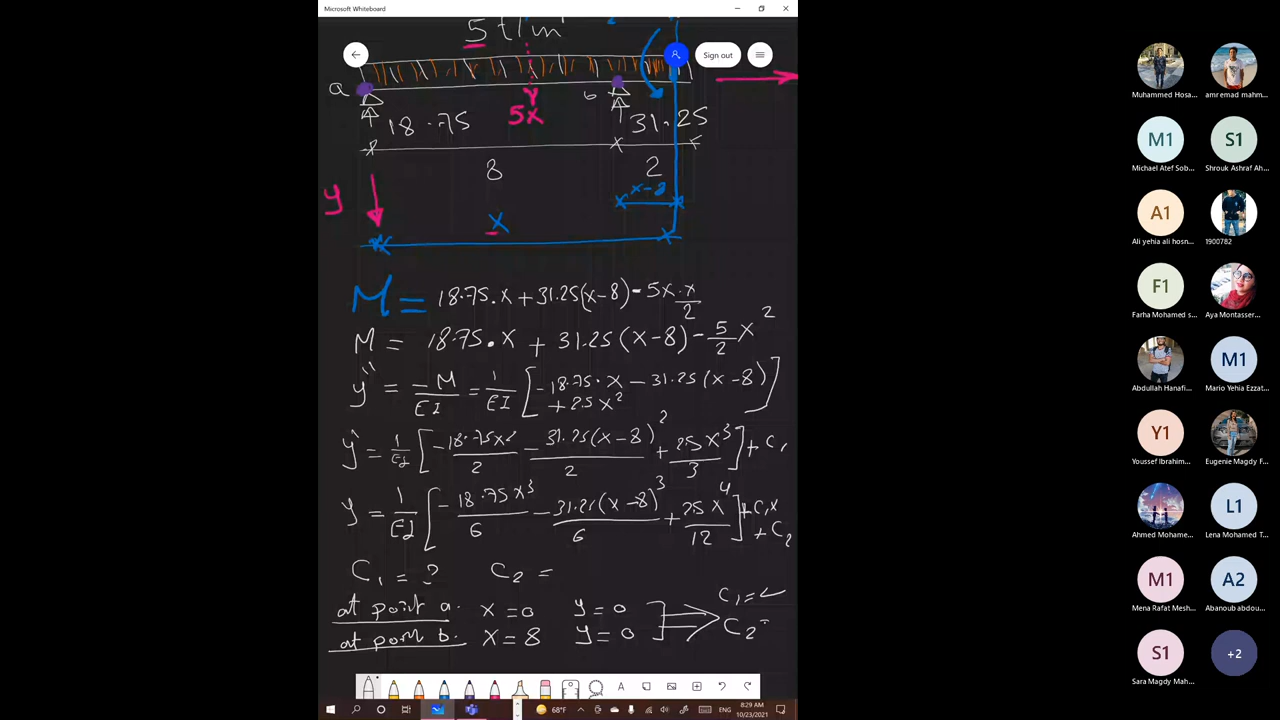 Microsoft Whiteboard
5 t/m'
Sign out
a
b
18.75
5X
31.25
8
2
x-8
y
X
M = 18.75.X + 31.25(x-8) - 5x.x/2
M = 18.75.X + 31.25(x-8) - 5/2 x²
y'' = -M/EI = 1/EI [-18.75.x - 31.25(x-8)
+ 25x²]
y' = 1/EI [-18.75x²/2 - 31.25(x-8)²/2 + 25x³/3] + C1
y = 1/EI [-18.75x³/6 - 31.25(x-8)³/6 + 25x⁴/12] + C1x
+ C2
C1 = ? C2 =
at point a. x=0 y=0
C1=
at point b. x=8 y=0
C2=
68°F
ENG
8:29 AM
10/23/2021
Muhammed Hosa...
amr emad mahm...
M1
S1
Michael Atef Sob...
Shrouk Ashraf Ah...
A1
Ali yehia ali hosn...
1900782
F1
Farha Mohamed s...
Aya Montasser...
M1
Abdullah Hanafi...
Mario Yehia Ezzat...
Y1
Youssef Ibrahim...
Eugenie Magdy F...
L1
Ahmed Mohame...
Lena Mohamed T...
M1
A2
Mena Rafat Mesh...
Abanoub abdou...
S1
+2
Sara Magdy Mah...